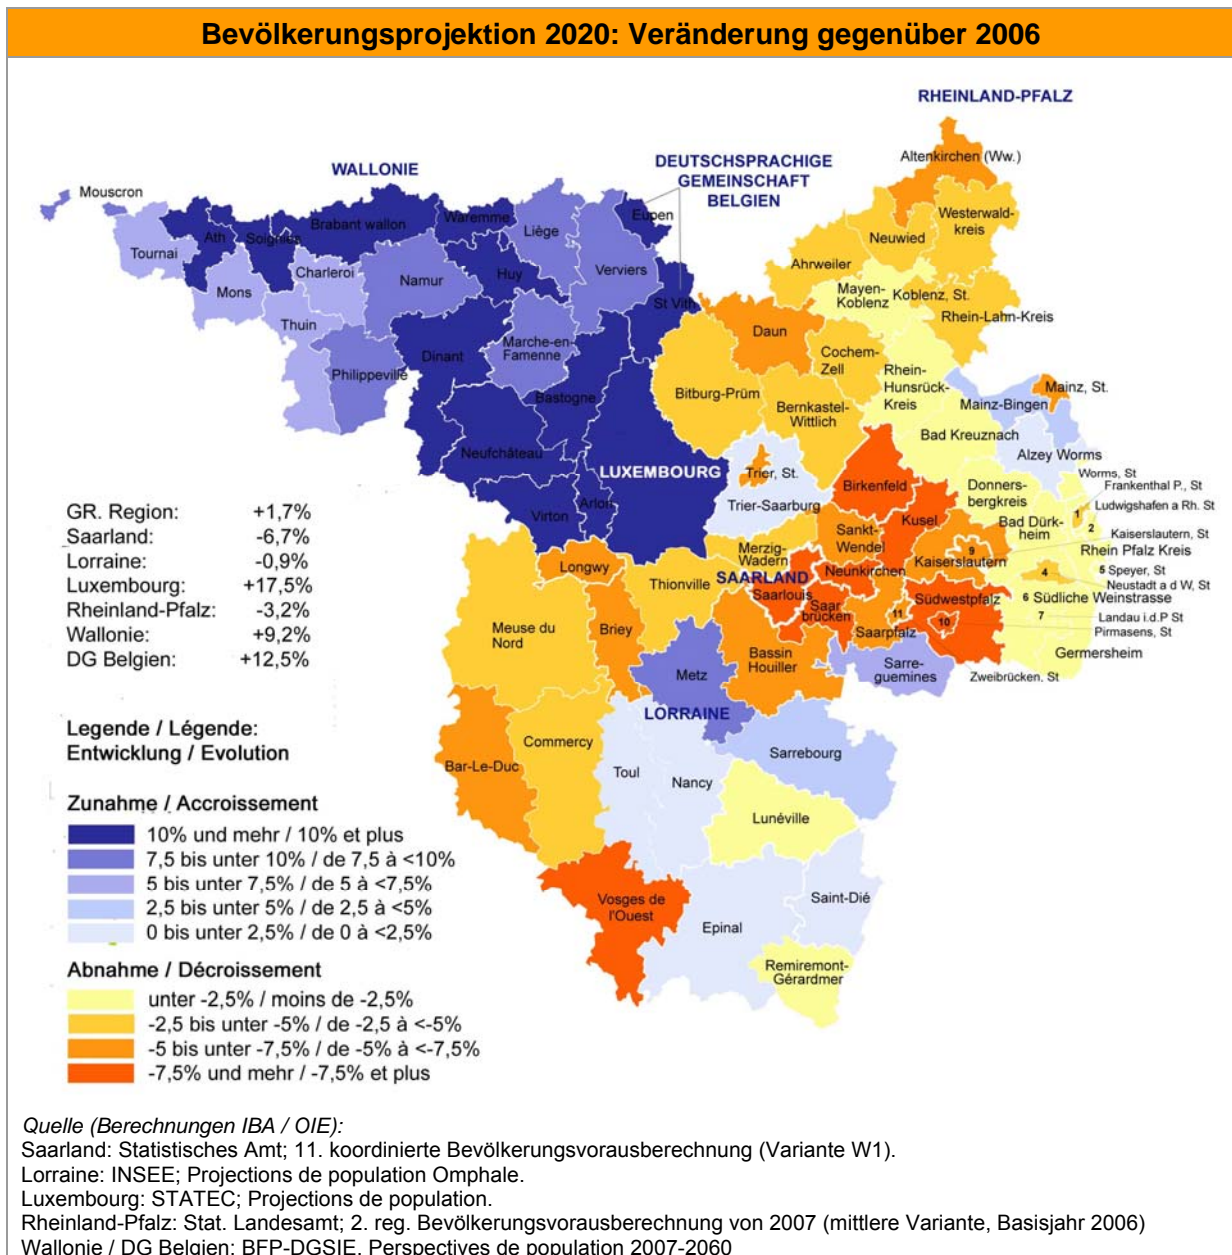 Bevölkerungsprojektion 2020: Veränderung gegenüber 2006
RHEINLAND-PFALZ
Altenkirchen (Ww.)
WALLONIE
DEUTSCHSPRACHIGE
GEMEINSCHAFT
BELGIEN
Mouscron
Tournai
Ath
Soignies
Brabant wallon
Waremme
Liège
Eupen
Westerwald-
kreis
Neuwied
Ahrweiler
Mons
Charleroi
Namur
Huy
Verviers
St Vith
Mayen-
Koblenz
Koblenz, St.
Rhein-Lahn-Kreis
Thuin
Philippeville
Dinant
Marche-en-
Famenne
Bastogne
Daun
Cochem-
Zell
Bitburg-Prüm
Bernkastel-
Wittlich
Rhein-
Hunsrück-
Kreis
Mainz, St.
Mainz-Bingen
Bad Kreuznach
Alzey Worms
Neufchâteau
LUXEMBOURG
Trier, St.
Trier-Saarburg
Birkenfeld
Virton
Arlon
Worms, St
Frankenthal P., St
Ludwigshafen a Rh. St
Donners-
bergkreis
Bad Dürk-
heim
1
2
Kaiserslautern, St
Rhein Pfalz Kreis
Kusel
Sankt-
Wendel
Kaiserslautern
9
4
5 Speyer, St
Neustadt a d W, St
6 Südliche Weinstrasse
7
Landau i.d.P St
Pirmasens, St
Germersheim
Merzig-
Wadern
SAARLAND
Saarlouis
Neunkirchen
Saar
brücken
Saarpfalz
11
Südwestpfalz
10
Zweibrücken, St
GR. Region: +1,7%
Saarland: -6,7%
Lorraine: -0,9%
Luxembourg: +17,5%
Rheinland-Pfalz: -3,2%
Wallonie: +9,2%
DG Belgien: +12,5%
Longwy
Thionville
Meuse du
Nord
Briey
Metz
Bassin
Houiller
Sarre-
guemines
LORRAINE
Bar-Le-Duc
Commercy
Toul
Nancy
Sarrebourg
Lunéville
Vosges de
l'Ouest
Epinal
Saint-Dié
Remiremont-
Gérardmer
Legende / Légende:
Entwicklung / Evolution
Zunahme / Accroissement
10% und mehr / 10% et plus
7,5 bis unter 10% / de 7,5 à <10%
5 bis unter 7,5% / de 5 à <7,5%
2,5 bis unter 5% / de 2,5 à <5%
0 bis unter 2,5% / de 0 à <2,5%
Abnahme / Décroissement
unter -2,5% / moins de -2,5%
-2,5 bis unter -5% / de -2,5 à <-5%
-5 bis unter -7,5% / de -5% à <-7,5%
-7,5% und mehr / -7,5% et plus
Quelle (Berechnungen IBA / OIE):
Saarland: Statistisches Amt; 11. koordinierte Bevölkerungsvorausberechnung (Variante W1).
Lorraine: INSEE; Projections de population Omphale.
Luxembourg: STATEC; Projections de population.
Rheinland-Pfalz: Stat. Landesamt; 2. reg. Bevölkerungsvorausberechnung von 2007 (mittlere Variante, Basisjahr 2006)
Wallonie / DG Belgien: BFP-DGSIE, Perspectives de population 2007-2060